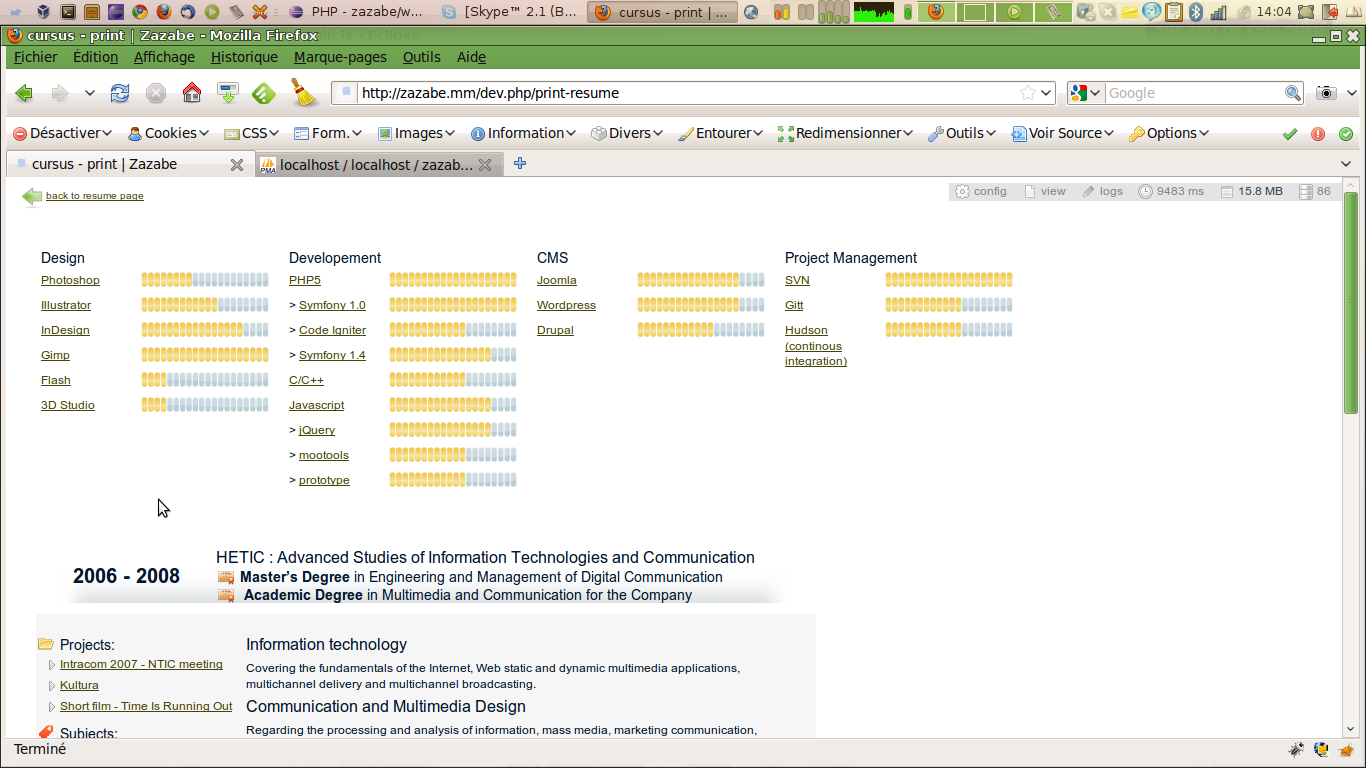 PHP - zazabe/w...
[Skype™ 2.1 (B...
cursus - print | ...
14:04
cursus - print | Zazabe - Mozilla Firefox
Fichier Édition Affichage Historique Marque-pages Outils Aide
http://zazabe.mm/dev.php/print-resume
Google
Désactiver Cookies CSS Form. Images Information Divers Entourer Redimensionner Outils Voir Source Options
cursus - print | Zazabe
localhost / localhost / zazab...
back to resume page
config view logs 9483 ms 15.8 MB 86
Design
Photoshop
Illustrator
InDesign
Gimp
Flash
3D Studio
Developement
PHP5
> Symfony 1.0
> Code Igniter
> Symfony 1.4
C/C++
Javascript
> jQuery
> mootools
> prototype
CMS
Joomla
Wordpress
Drupal
Project Management
SVN
Gitt
Hudson
(continous
integration)
2006 - 2008
HETIC : Advanced Studies of Information Technologies and Communication
Master's Degree in Engineering and Management of Digital Communication
Academic Degree in Multimedia and Communication for the Company
Projects:
Intracom 2007 - NTIC meeting
Kultura
Short film - Time Is Running Out
Subjects:
Information technology
Covering the fundamentals of the Internet, Web static and dynamic multimedia applications,
multichannel delivery and multichannel broadcasting.
Communication and Multimedia Design
Regarding the processing and analysis of information, mass media, marketing communication,
Terminé